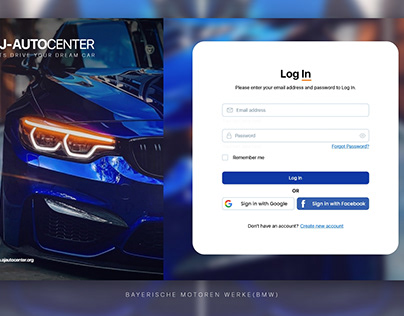 J-AUTOCENTER
TS DRIVE YOUR DREAM CAR
Log In
Please enter your email address and password to Log In.
Email address
Password
Forgot Password?
Remember me
Log In
OR
Sign in with Google
f Sign in with Facebook
Don't have an account? Create new account
.sjautocenter.org
BAYERISCHE MOTOREN WERKE(BMW)